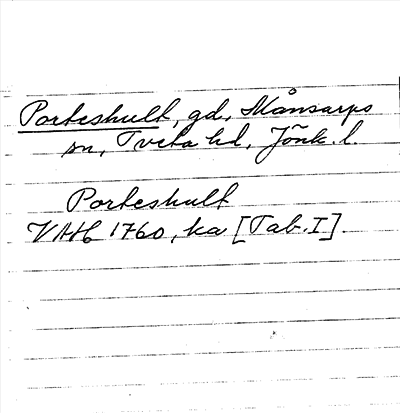 Porteshult, gd, Månsarps
sn, Tveta hd, Jönk. l.
Porteshult
VAH 1760, ka [Tab. I].